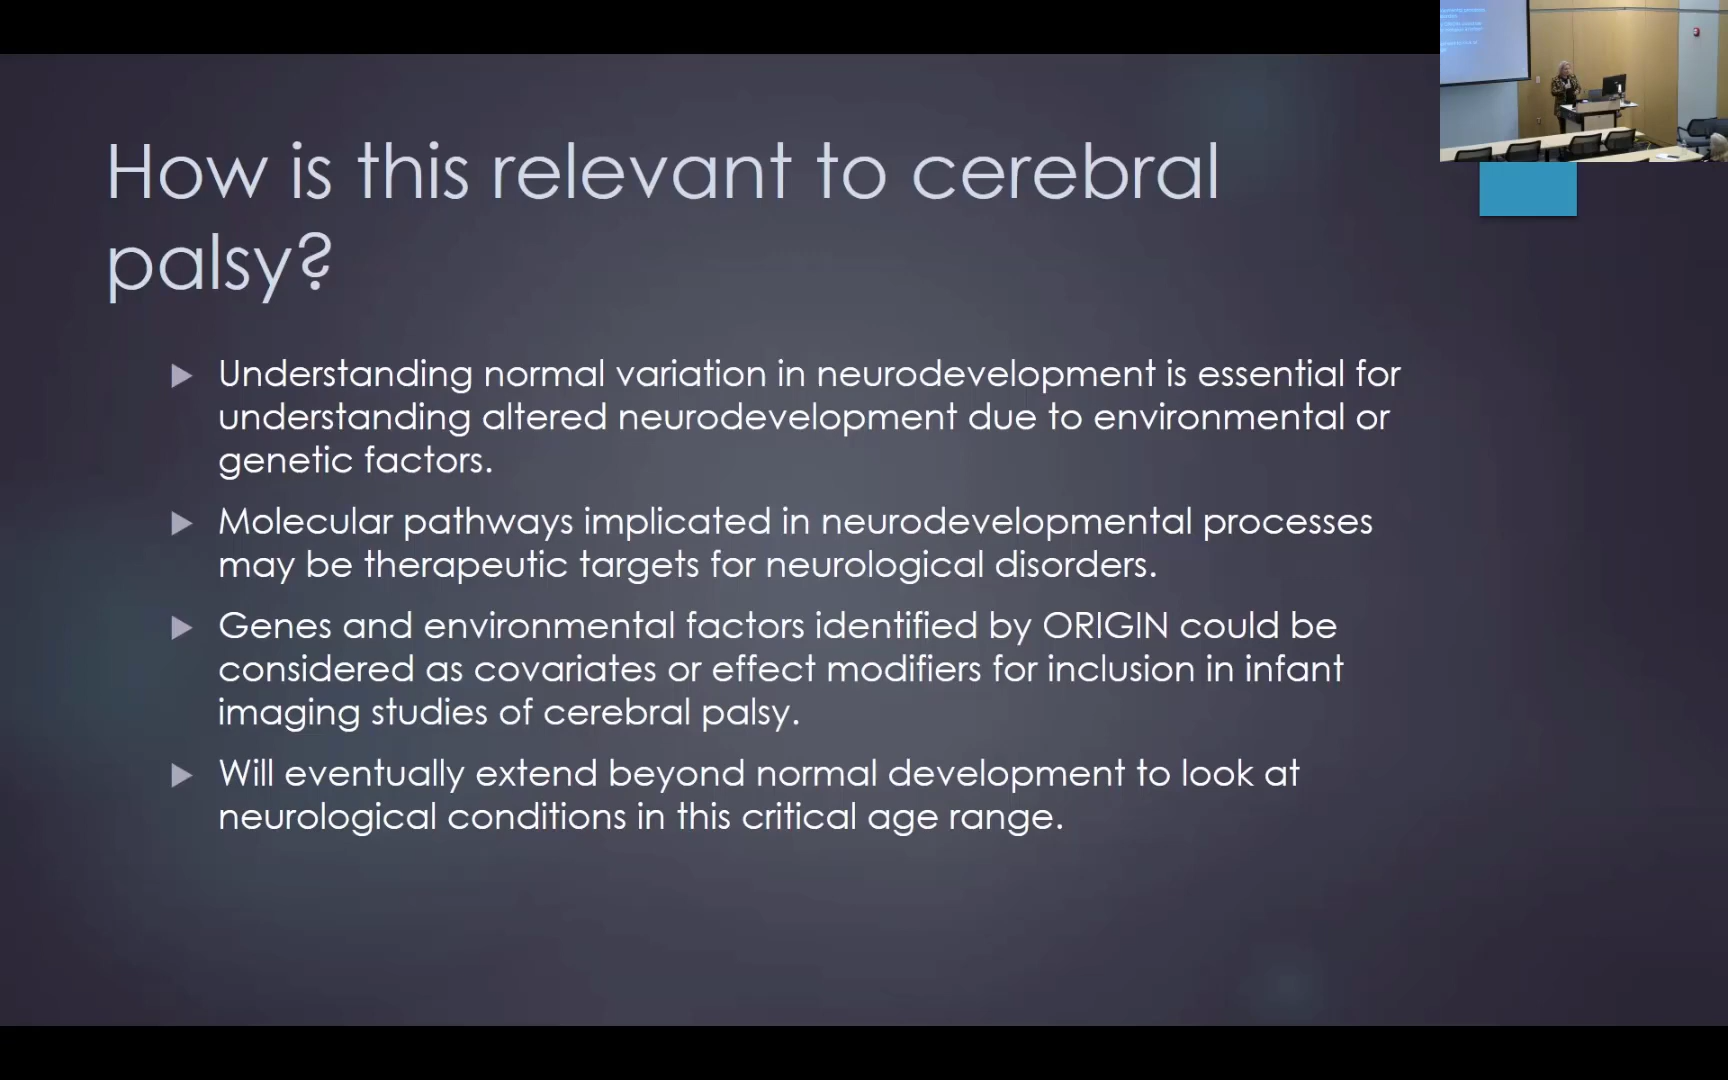 How is this relevant to cerebral
palsy?
Understanding normal variation in neurodevelopment is essential for
understanding altered neurodevelopment due to environmental or
genetic factors.
Molecular pathways implicated in neurodevelopmental processes
may be therapeutic targets for neurological disorders.
Genes and environmental factors identified by ORIGIN could be
considered as covariates or effect modifiers for inclusion in infant
imaging studies of cerebral palsy.
Will eventually extend beyond normal development to look at
neurological conditions in this critical age range.